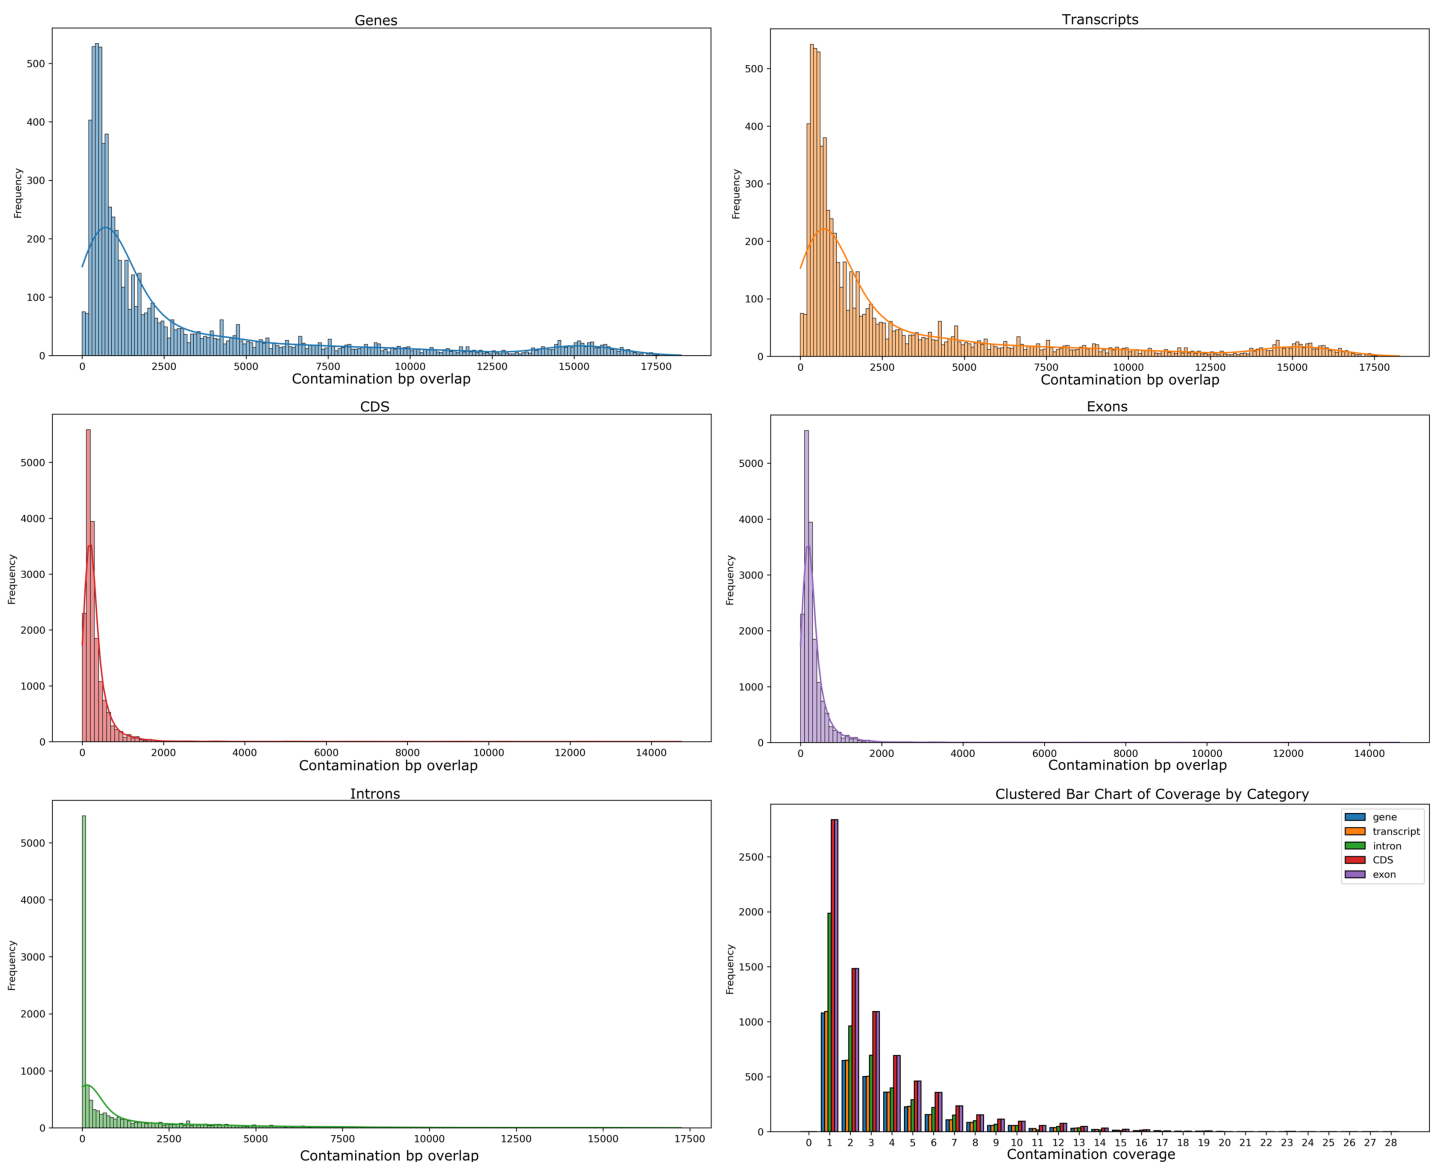 Genes
Frequency
500
400
300
200
100
0
0 2500 5000 7500 10000 12500 15000 17500
Contamination bp overlap
Transcripts
Frequency
500
400
300
200
100
0
0 2500 5000 7500 10000 12500 15000 17500
Contamination bp overlap
CDS
Frequency
5000
4000
3000
2000
1000
0
0 2000 4000 6000 8000 10000 12000 14000
Contamination bp overlap
Exons
Frequency
5000
4000
3000
2000
1000
0
0 2000 4000 6000 8000 10000 12000 14000
Contamination bp overlap
Introns
Frequency
5000
4000
3000
2000
1000
0
0 2500 5000 7500 10000 12500 15000 17500
Contamination bp overlap
Clustered Bar Chart of Coverage by Category
gene
transcript
intron
CDS
exon
Frequency
2500
2000
1500
1000
500
0
0 1 2 3 4 5 6 7 8 9 10 11 12 13 14 15 16 17 18 19 20 21 22 23 24 25 26 27 28
Contamination coverage